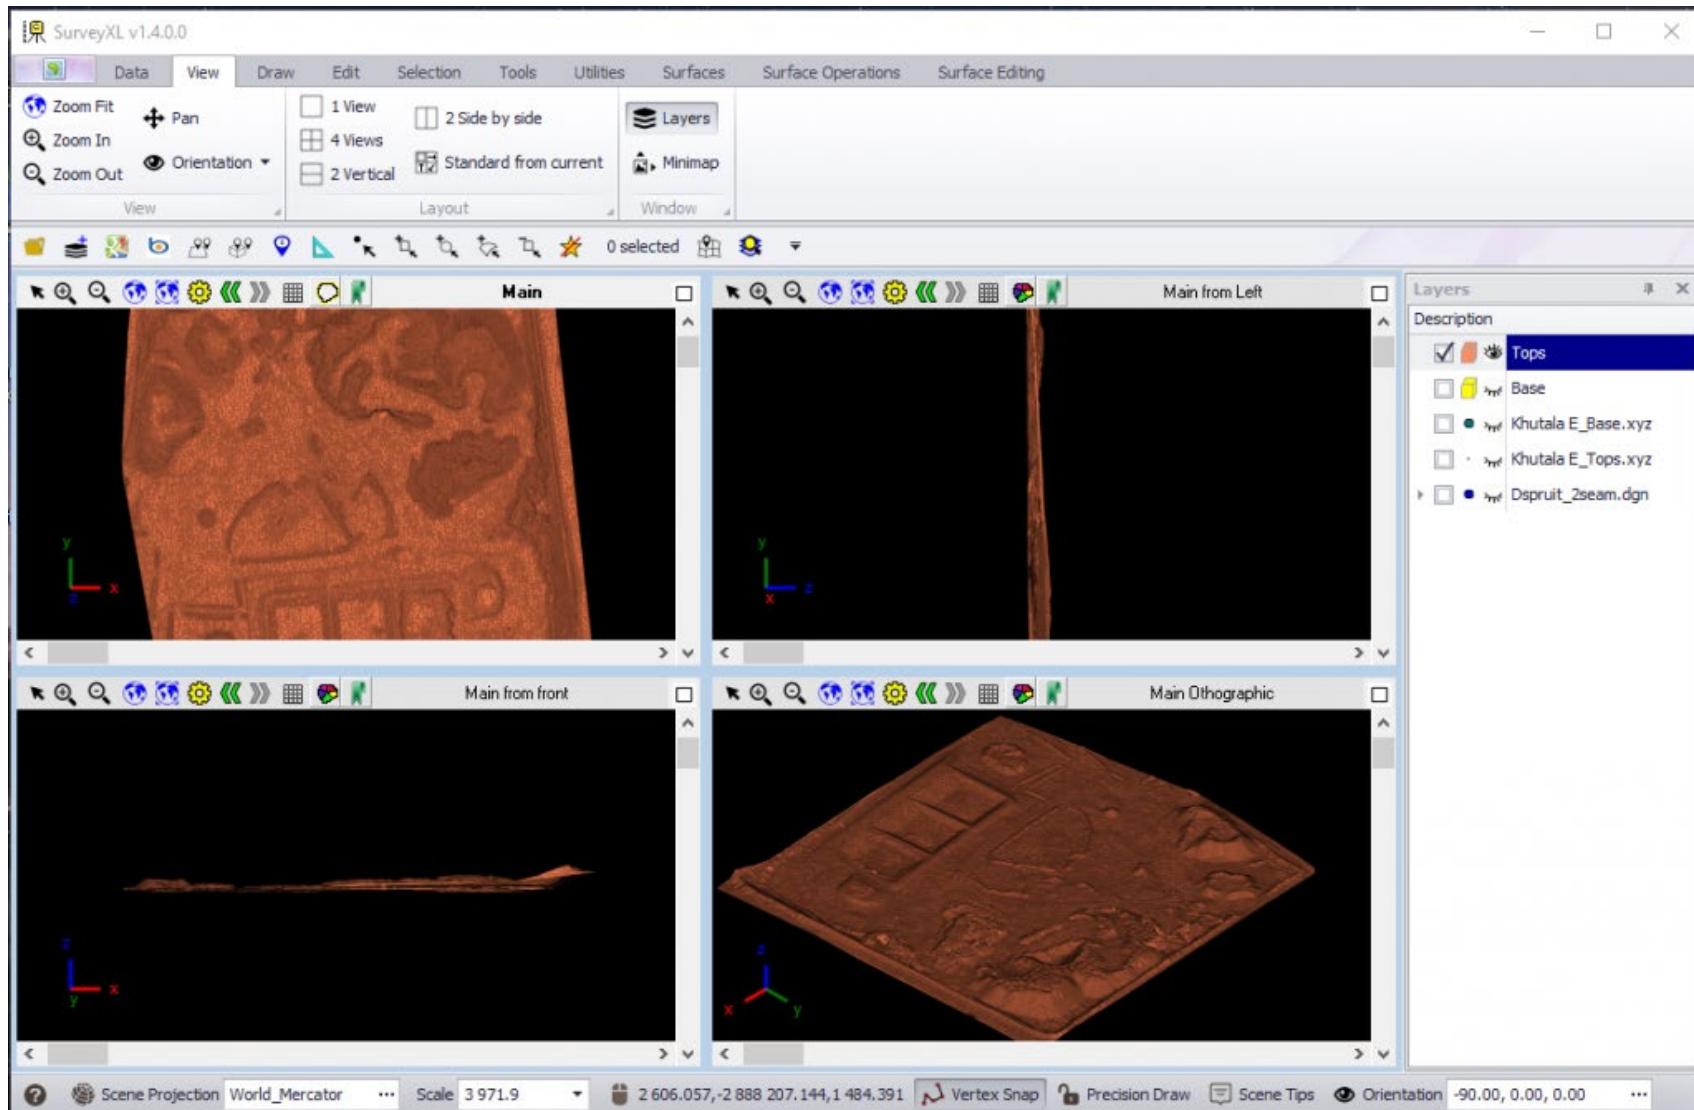 SurveyXL v1.4.0.0
Data View Draw Edit Selection Tools Utilities Surfaces Surface Operations Surface Editing
Zoom Fit
Zoom In
Zoom Out
Pan
Orientation
View
1 View
4 Views
2 Vertical
2 Side by side
Standard from current
Layout
Layers
Minimap
Window
0 selected
Main
y
x
z
Main from Left
y
z
x
Layers
Description
Tops
Base
Khutala E_Base.xyz
Khutala E_Tops.xyz
Dspruit_2seam.dgn
Main from front
z
x
y
Main Othographic
z
x
y
Scene Projection World_Mercator ... Scale 3 971.9 2 606.057,-2 888 207.144,1 484.391 Vertex Snap Precision Draw Scene Tips Orientation -90.00, 0.00, 0.00 ...